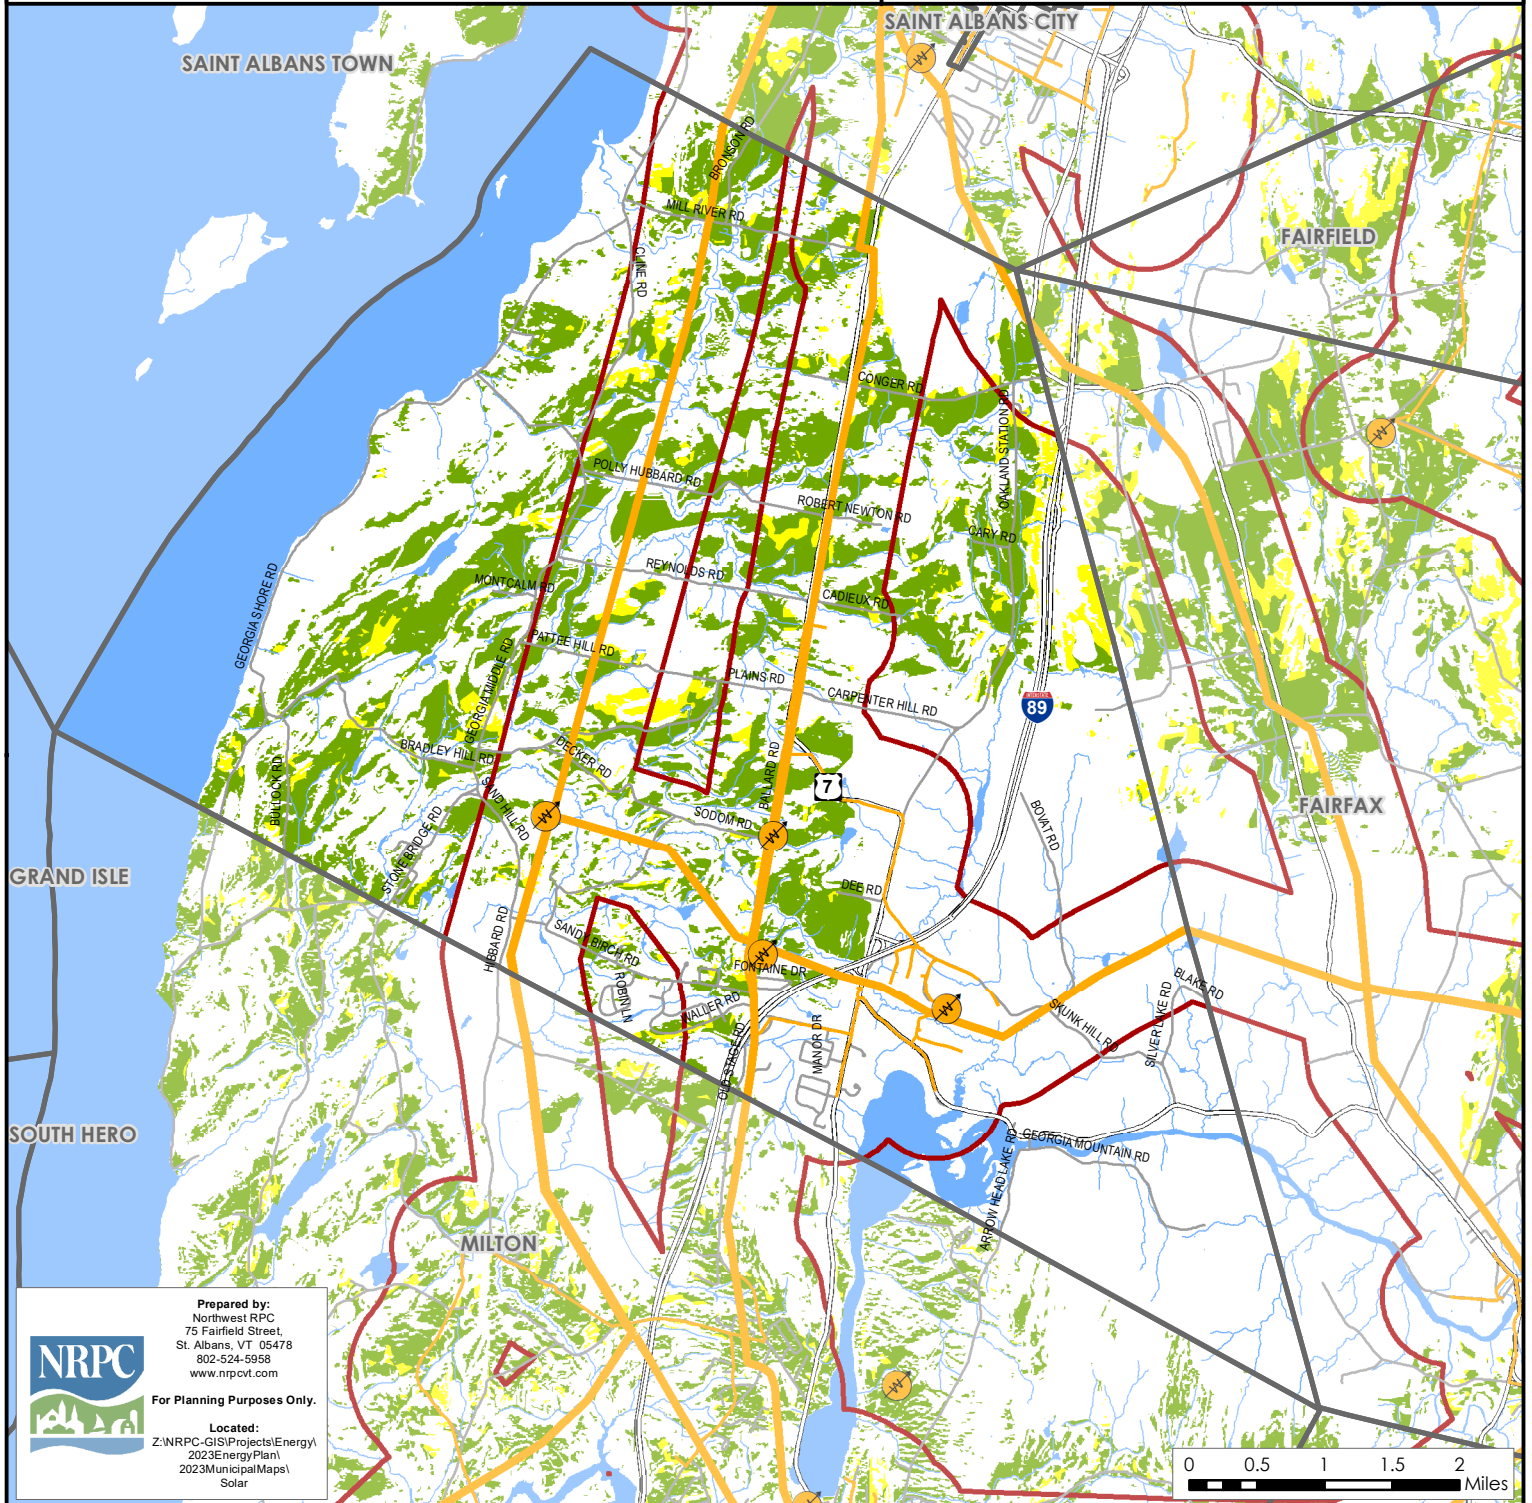 SAINT ALBANS CITY
SAINT ALBANS TOWN
BRONSON RD
MILL RIVER RD
FAIRFIELD
CLINE RD
CONGER RD
OAKLAND STATION RD
POLLY HUBBARD RD
ROBERT NEWTON RD
CARY RD
REYNOLDS RD
MONTCALM RD
CADIEUX RD
GEORGIA SHORE RD
PATTEE HILL RD
GEORGIA MIDDLE RD
PLAINS RD
CARPENTER HILL RD
INTERSTATE
89
BRADLEY HILL RD
DECKER RD
BALLARD RD
7
BULLOCK RD
SAND HILL RD
SODOM RD
BOVAT RD
FAIRFAX
STONE BRIDGE RD
GRAND ISLE
DEE RD
HIBBARD RD
SANDY BIRCH RD
FONTAINE DR
ROBIN LN
WALLER RD
BLAKE RD
SILVER LAKE RD
SKUNK HILL RD
MANOR DR
OLD STAGE RD
SOUTH HERO
GEORGIA MOUNTAIN RD
ARROW HEAD LAKE RD
MILTON
W
W
W
W
W
W
W
W
NRPC
Prepared by:
Northwest RPC
75 Fairfield Street,
St. Albans, VT 05478
802-524-5958
www.nrpcvt.com
For Planning Purposes Only.
Located:
Z:\NRPC-GIS\Projects\Energy\
2023EnergyPlan\
2023MunicipalMaps\
Solar
0 0.5 1 1.5 2
Miles